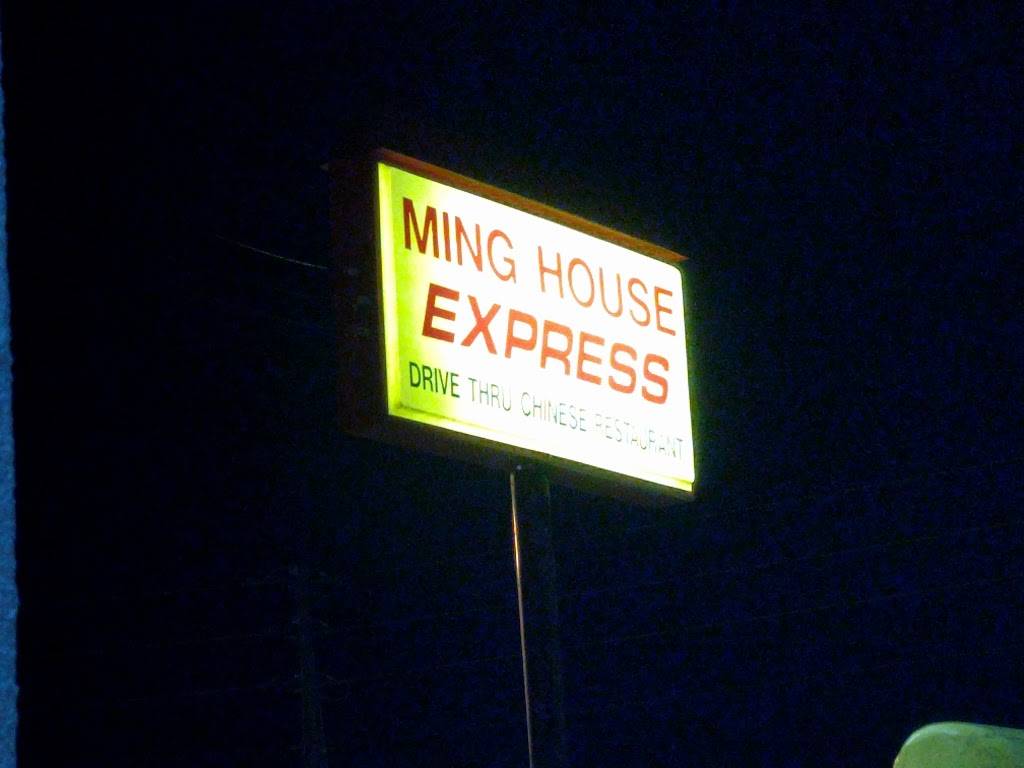 MING HOUSE
EXPRESS
DRIVE THRU CHINESE RESTAURANT